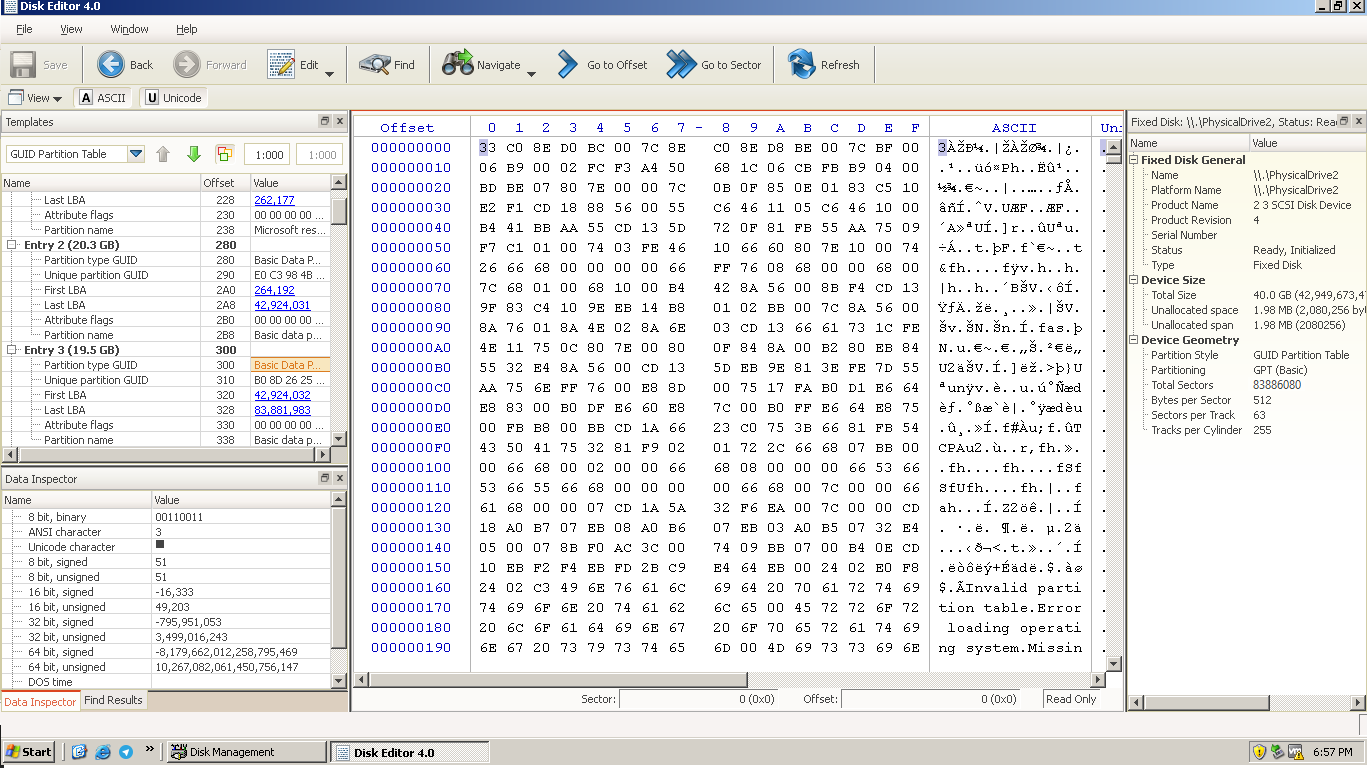 Disk Editor 4.0
File View Window Help
Save Back Forward Edit Find Navigate Go to Offset Go to Sector Refresh
View A ASCII U Unicode
Templates
GUID Partition Table 1:000 1:000
Name Offset Value
Last LBA 228 262,177
Attribute flags 230 00 00 00 00 ...
Partition name 238 Microsoft res...
Entry 2 (20.3 GB) 280
Partition type GUID 280 Basic Data P...
Unique partition GUID 290 E0 C3 98 4B ...
First LBA 2A0 264,192
Last LBA 2A8 42,924,031
Attribute flags 2B0 00 00 00 00 ...
Partition name 2B8 Basic data p...
Entry 3 (19.5 GB) 300
Partition type GUID 300 Basic Data P...
Unique partition GUID 310 B0 8D 26 25 ...
First LBA 320 42,924,032
Last LBA 328 83,881,983
Attribute flags 330 00 00 00 00 ...
Partition name 338 Basic data p...
Data Inspector
Name Value
8 bit, binary 00110011
ANSI character 3
Unicode character
8 bit, signed 51
8 bit, unsigned 51
16 bit, signed -16,333
16 bit, unsigned 49,203
32 bit, signed -795,951,053
32 bit, unsigned 3,499,016,243
64 bit, signed -8,179,662,012,258,795,469
64 bit, unsigned 10,267,082,061,450,756,147
DOS time
Data Inspector Find Results
Offset 0 1 2 3 4 5 6 7 - 8 9 A B C D E F ASCII Un
000000000 33 C0 8E D0 BC 00 7C 8E C0 8E D8 BE 00 7C BF 00 3ÀŽÐ¼.|ŽÀŽØ¾.|¿.
000000010 06 B9 00 02 FC F3 A4 50 68 1C 06 CB FB B9 04 00 .¹..üó¤Ph..Ëû¹..
000000020 BD BE 07 80 7E 00 00 7C 0B 0F 85 0E 01 83 C5 10 ½¾.€~..|..…..ƒÅ.
000000030 E2 F1 CD 18 88 56 00 55 C6 46 11 05 C6 46 10 00 âñÍ.ˆV.UÆF..ÆF..
000000040 B4 41 BB AA 55 CD 13 5D 72 0F 81 FB 55 AA 75 09 ´A»ªUÍ.]r..ûUªu.
000000050 F7 C1 01 00 74 03 FE 46 10 66 60 80 7E 10 00 74 ÷Á..t.þF.f`€~..t
000000060 26 66 68 00 00 00 00 66 FF 76 08 68 00 00 68 00 &fh....fÿv.h..h.
000000070 7C 68 01 00 68 10 00 B4 42 8A 56 00 8B F4 CD 13 |h..h..´BŠV.‹ôÍ.
000000080 9F 83 C4 10 9E EB 14 B8 01 02 BB 00 7C 8A 56 00 ŸƒÄ.žë.¸..».|ŠV.
000000090 8A 76 01 8A 4E 02 8A 6E 03 CD 13 66 61 73 1C FE Šv.ŠN.Šn.Í.fas.þ
0000000A0 4E 11 75 0C 80 7E 00 80 0F 84 8A 00 B2 80 EB 84 N.u.€~.€.„Š.²€ë„
0000000B0 55 32 E4 8A 56 00 CD 13 5D EB 9E 81 3E FE 7D 55 U2äŠV.Í.]ëž.>þ}U
0000000C0 AA 75 6E FF 76 00 E8 8D 00 75 17 FA B0 D1 E6 64 ªunÿv.è..u.ú°Ñæd
0000000D0 E8 83 00 B0 DF E6 60 E8 7C 00 B0 FF E6 64 E8 75 èƒ.°ßæ`è|.°ÿædèu
0000000E0 00 FB B8 00 BB CD 1A 66 23 C0 75 3B 66 81 FB 54 .û¸.»Í.f#Àu;f.ûT
0000000F0 43 50 41 75 32 81 F9 02 01 72 2C 66 68 07 BB 00 CPAu2.ù..r,fh.».
000000100 00 66 68 00 02 00 00 66 68 08 00 00 00 66 53 66 .fh....fh....fSf
000000110 53 66 55 66 68 00 00 00 00 66 68 00 7C 00 00 66 SfUfh....fh.|..f
000000120 61 68 00 00 07 CD 1A 5A 32 F6 EA 00 7C 00 00 CD ah...Í.Z2öê.|..Í
000000130 18 A0 B7 07 EB 08 A0 B6 07 EB 03 A0 B5 07 32 E4 . ·.ë. ¶.ë. µ.2ä
000000140 05 00 07 8B F0 AC 3C 00 74 09 BB 07 00 B4 0E CD ...‹ð¬<.t.»..´.Í
000000150 10 EB F2 F4 EB FD 2B C9 E4 64 EB 00 24 02 E0 F8 .ëòôëý+Éädë.$.àø
000000160 24 02 C3 49 6E 76 61 6C 69 64 20 70 61 72 74 69 $.ÃInvalid parti
000000170 74 69 6F 6E 20 74 61 62 6C 65 00 45 72 72 6F 72 tion table.Error
000000180 20 6C 6F 61 64 69 6E 67 20 6F 70 65 72 61 74 69 loading operati
000000190 6E 67 20 73 79 73 74 65 6D 00 4D 69 73 73 69 6E ng system.Missin
Sector: 0 (0x0) Offset: 0 (0x0) Read Only
Fixed Disk: \\.\PhysicalDrive2, Status: Rea
Name Value
Fixed Disk General
Name \\.\PhysicalDrive2
Platform Name \\.\PhysicalDrive2
Product Name 2 3 SCSI Disk Device
Product Revision 4
Serial Number
Status Ready, Initialized
Type Fixed Disk
Device Size
Total Size 40.0 GB (42,949,673,4
Unallocated space 1.98 MB (2,080,256 byt
Unallocated span 1.98 MB (2080256)
Device Geometry
Partition Style GUID Partition Table
Partitioning GPT (Basic)
Total Sectors 83886080
Bytes per Sector 512
Sectors per Track 63
Tracks per Cylinder 255
Start » Disk Management Disk Editor 4.0 6:57 PM